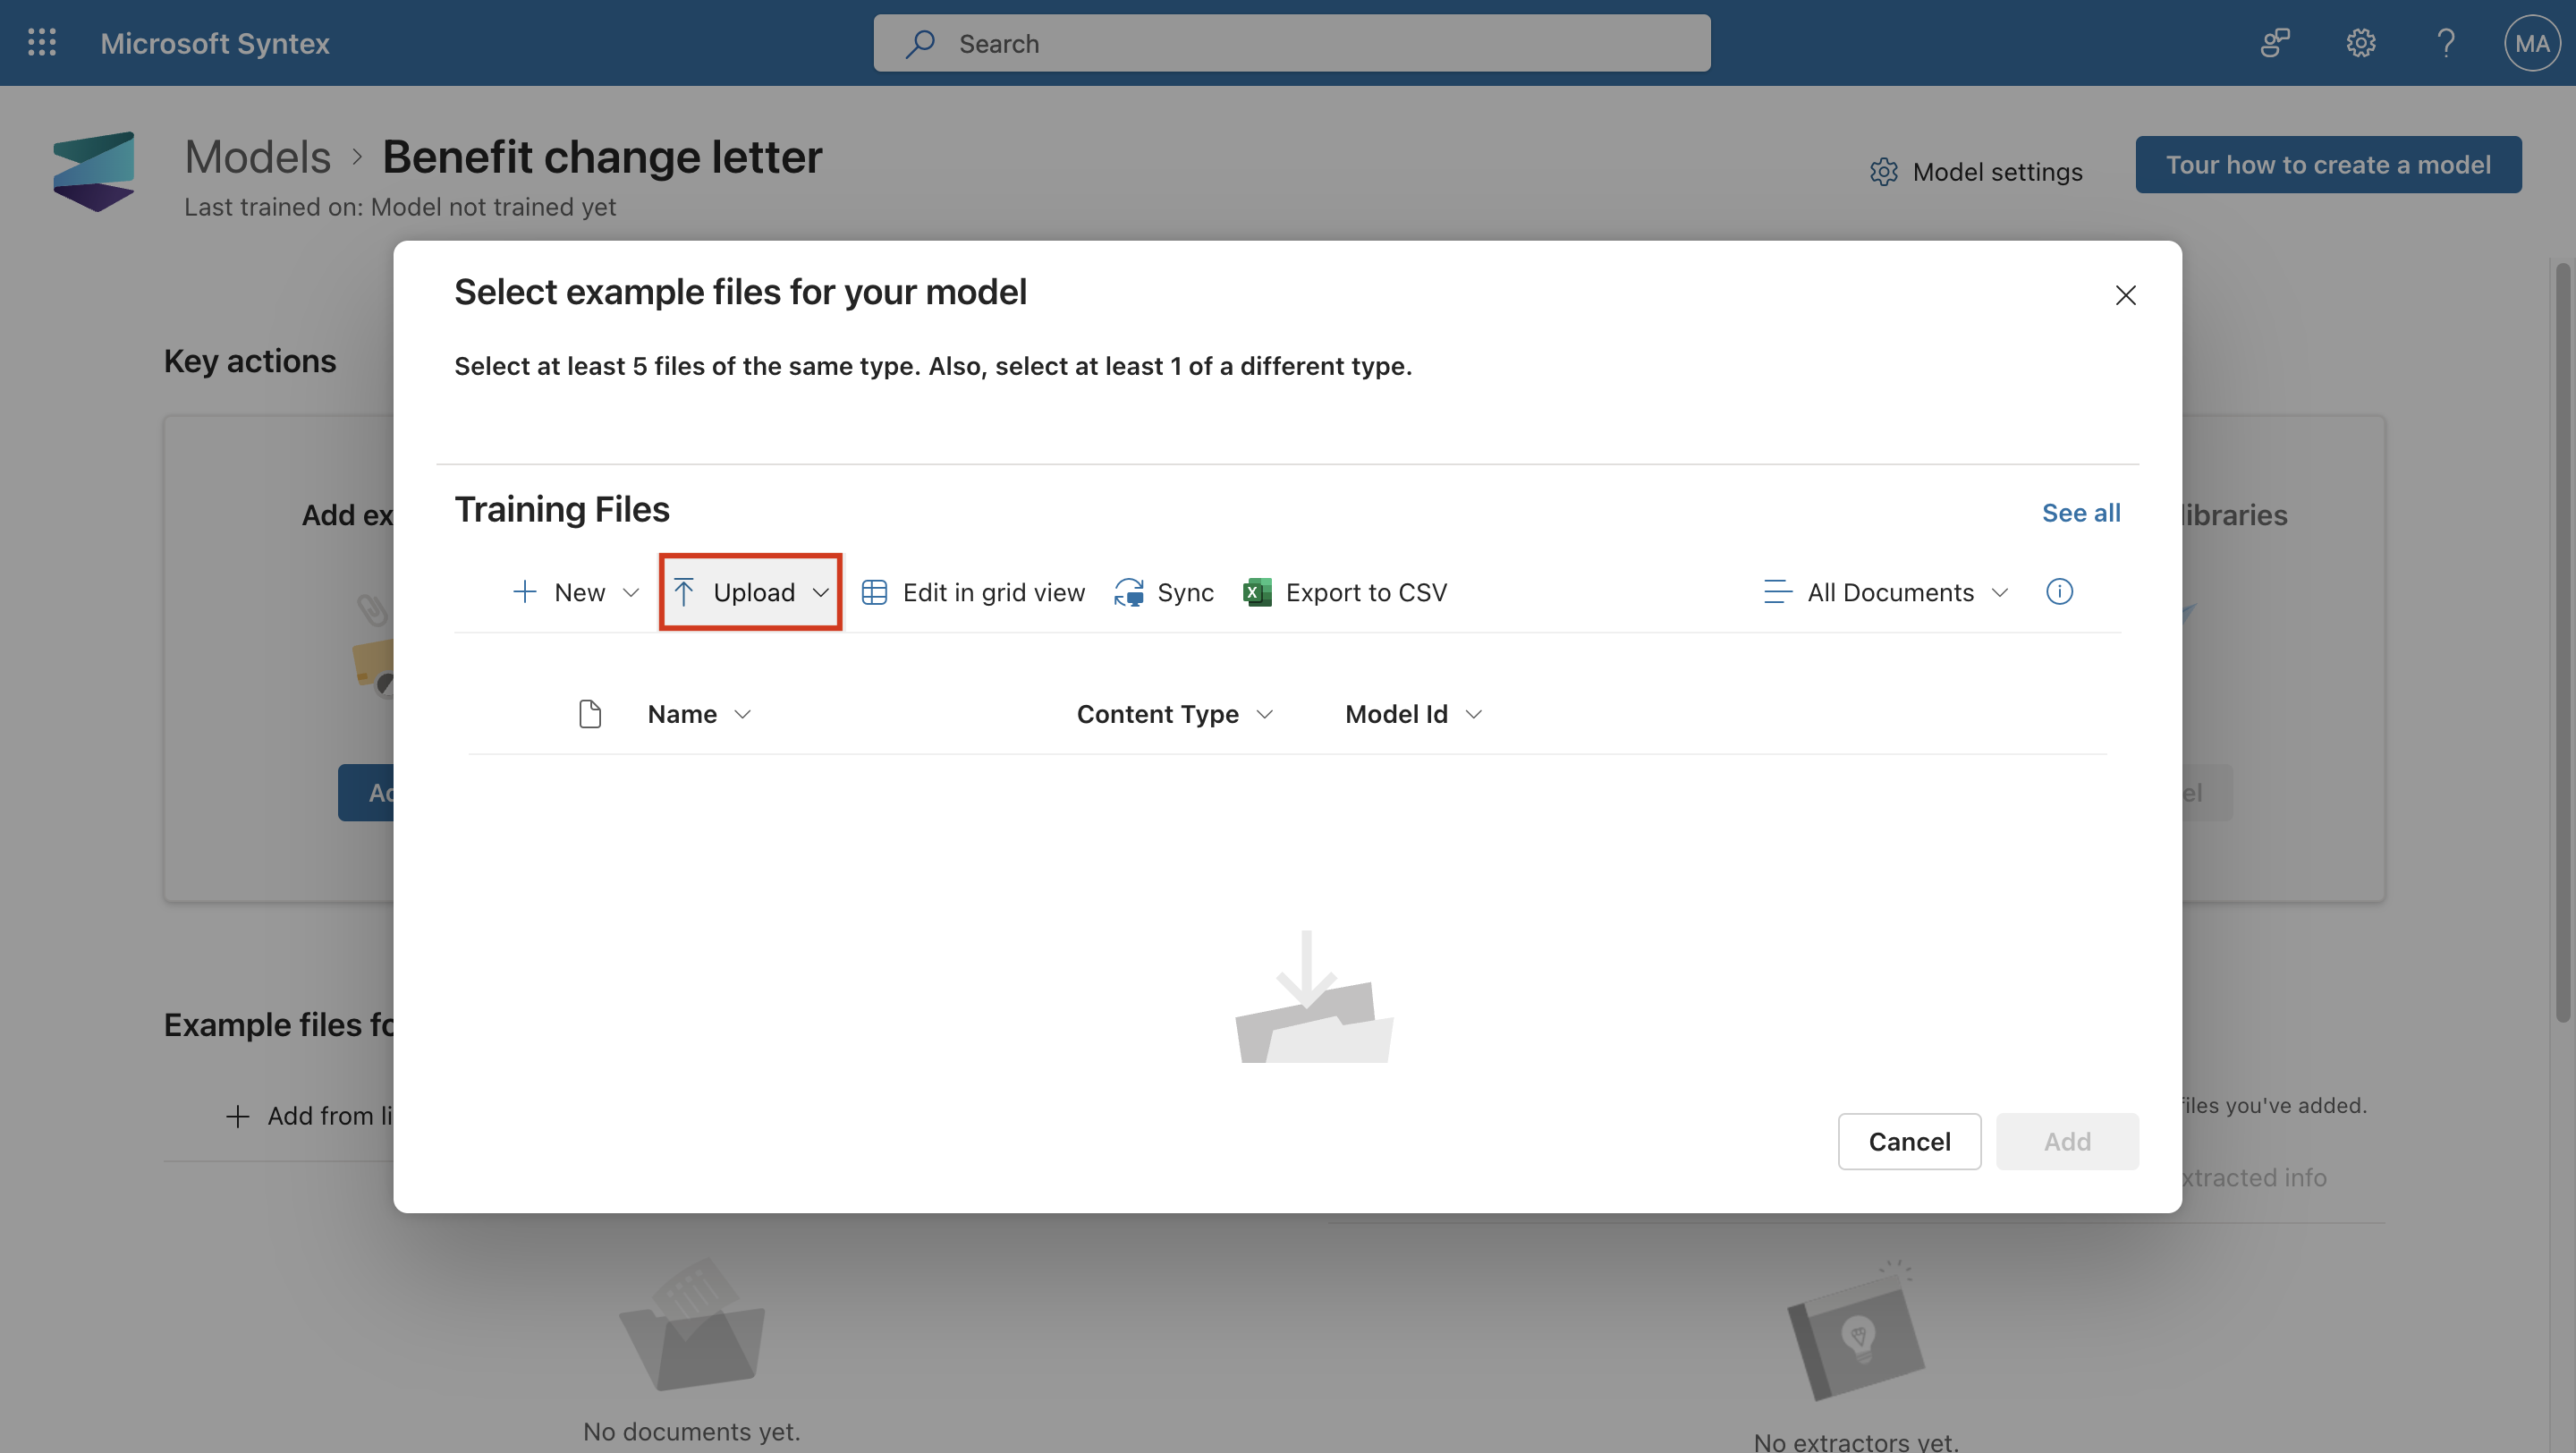 Microsoft Syntex
Search
MA
Models > Benefit change letter
Last trained on: Model not trained yet
Model settings
Tour how to create a model
Select example files for your model
Select at least 5 files of the same type. Also, select at least 1 of a different type.
Key actions
Training Files
See all
Add ex
libraries
New
Upload
Edit in grid view
Sync
Export to CSV
All Documents
Name
Content Type
Model Id
Ad
el
Example files fo
Add from li
files you've added.
Cancel
Add
xtracted info
No documents yet.
No extractors yet.